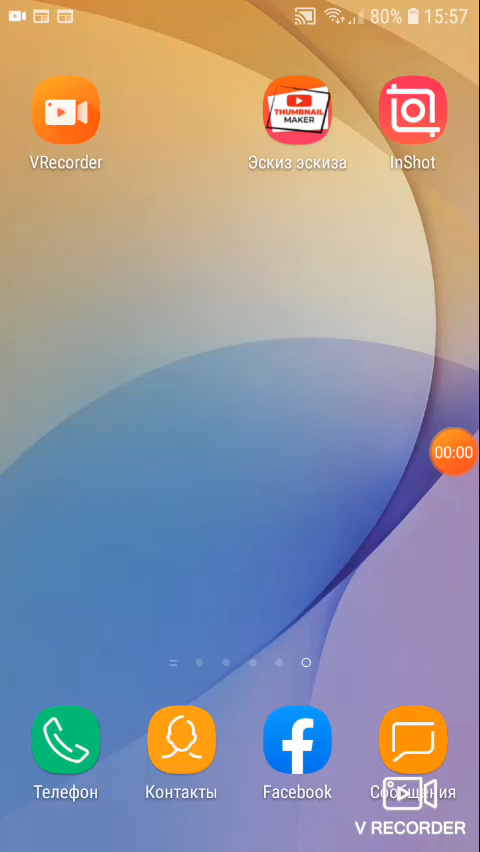 80% 15:57
THUMBNAIL
MAKER
VRecorder
Эскиз эскиза
InShot
00:00
Телефон
Контакты
Facebook
Сообщения
V RECORDER